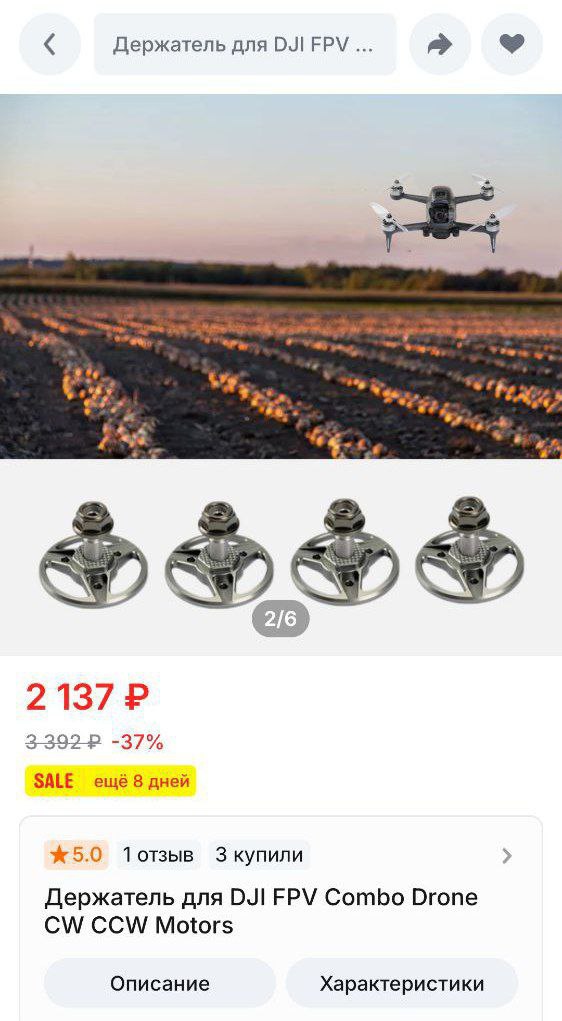 Держатель для DJI FPV ...
2/6
2 137 ₽
3 392 ₽ -37%
SALE ещё 8 дней
5.0 1 отзыв 3 купили
Держатель для DJI FPV Combo Drone
CW CCW Motors
Описание Характеристики